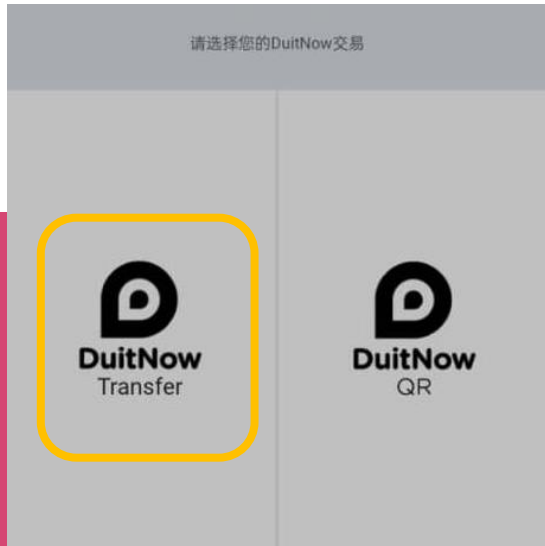 请选择您的DuitNow交易
DuitNow
Transfer
DuitNow
QR